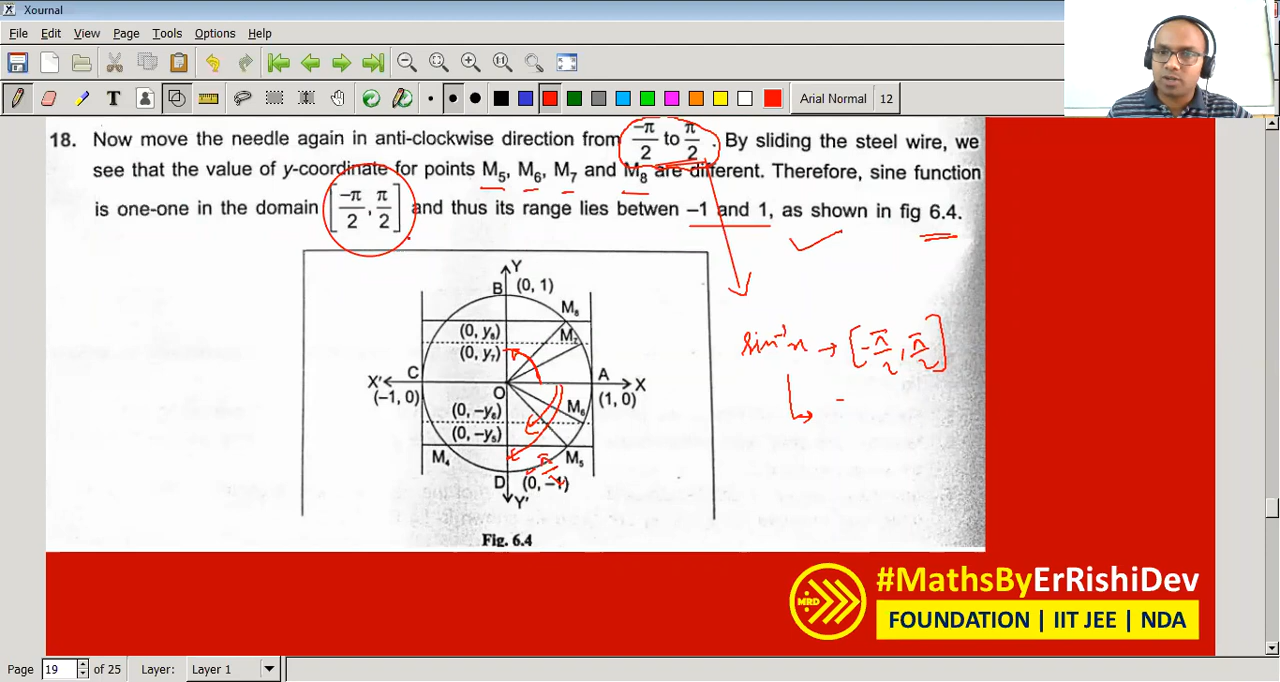 Xournal
File Edit View Page Tools Options Help
Arial Normal 12
18. Now move the needle again in anti-clockwise direction from −π/2 to π/2. By sliding the steel wire, we
see that the value of y-coordinate for points M₅, M₆, M₇ and M₈ are different. Therefore, sine function
is one-one in the domain [−π/2, π/2] and thus its range lies betwen –1 and 1, as shown in fig 6.4.
Y
B (0, 1)
M₈
(0, y₈) M₇
(0, y₇)
C A
X' O X
(-1, 0) (1, 0)
(0, −y₆) M₆
(0, −y₅)
M₄ M₅
D (0, −1)
Y'
Fig. 6.4
sin⁻¹x → [-π/2, π/2]
MRD
#MathsByErRishiDev
FOUNDATION | IIT JEE | NDA
Page 19 of 25 Layer: Layer 1